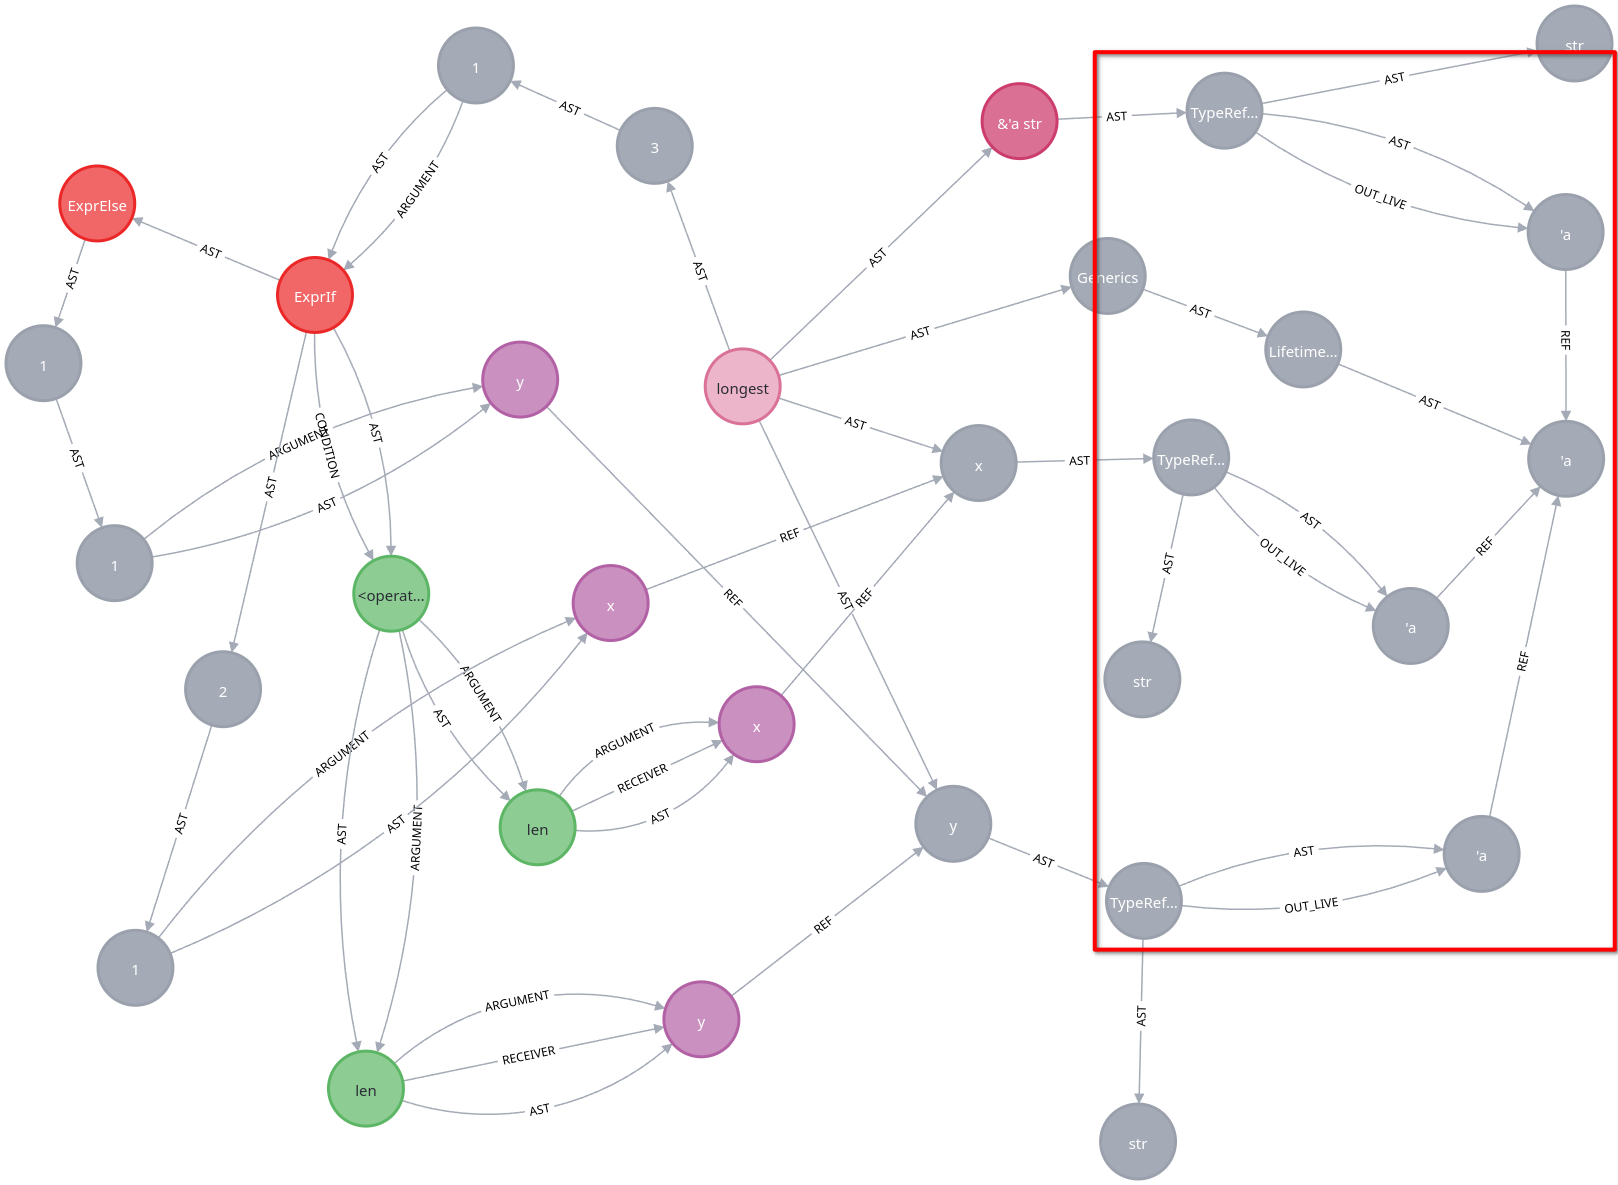 str
AST
1
AST
TypeRef...
AST
&'a str
AST
3
AST
AST
ARGUMENT
OUT_LIVE
ExprElse
'a
AST
AST
AST
AST
Generics
ExprIf
AST
AST
REF
Lifetime...
1
y
longest
AST
AST
CONDITION
AST
ARGUMENT
AST
AST
x
AST
TypeRef...
'a
AST
AST
AST
REF
REF
OUT_LIVE
AST
1
<operat...
x
REF
AST
REF
'a
REF
str
2
ARGUMENT
AST
x
ARGUMENT
ARGUMENT
RECEIVER
AST
AST
AST
AST
ARGUMENT
len
y
AST
AST
'a
TypeRef...
OUT_LIVE
REF
1
ARGUMENT
y
AST
RECEIVER
len
AST
str